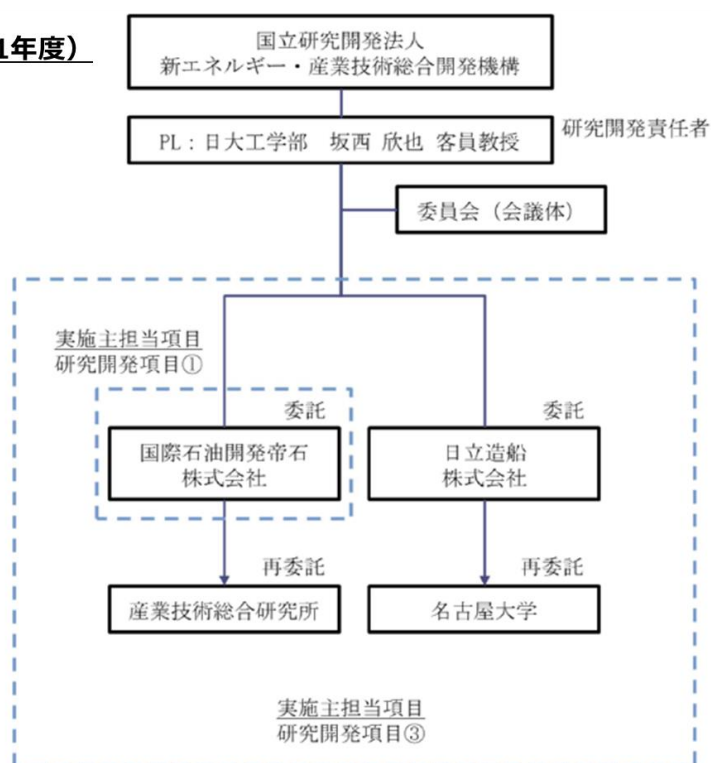 1年度）
国立研究開発法人
新エネルギー・産業技術総合開発機構
PL：日大工学部　坂西 欣也 客員教授
研究開発責任者
委員会（会議体）
実施主担当項目
研究開発項目①
委託
国際石油開発帝石
株式会社
委託
日立造船
株式会社
再委託
産業技術総合研究所
再委託
名古屋大学
実施主担当項目
研究開発項目③